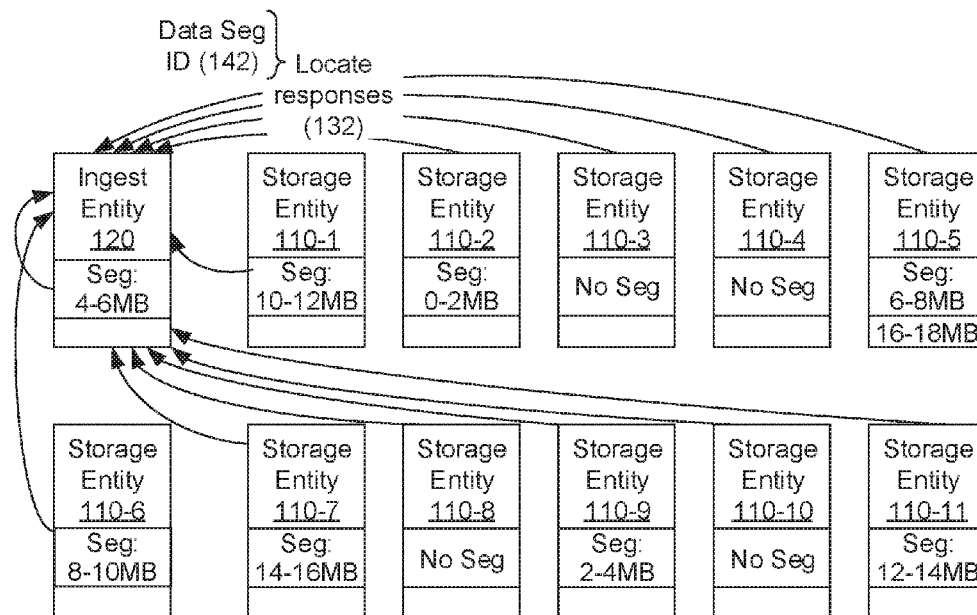 Data Seg
ID (142)
Locate
responses
(132)
Ingest
Entity
120
Seg:
4-6MB
Storage
Entity
110-1
Seg:
10-12MB
Storage
Entity
110-2
Seg:
0-2MB
Storage
Entity
110-3
No Seg
Storage
Entity
110-4
No Seg
Storage
Entity
110-5
Seg:
6-8MB
16-18MB
Storage
Entity
110-6
Seg:
8-10MB
Storage
Entity
110-7
Seg:
14-16MB
Storage
Entity
110-8
No Seg
Storage
Entity
110-9
Seg:
2-4MB
Storage
Entity
110-10
No Seg
Storage
Entity
110-11
Seg:
12-14MB